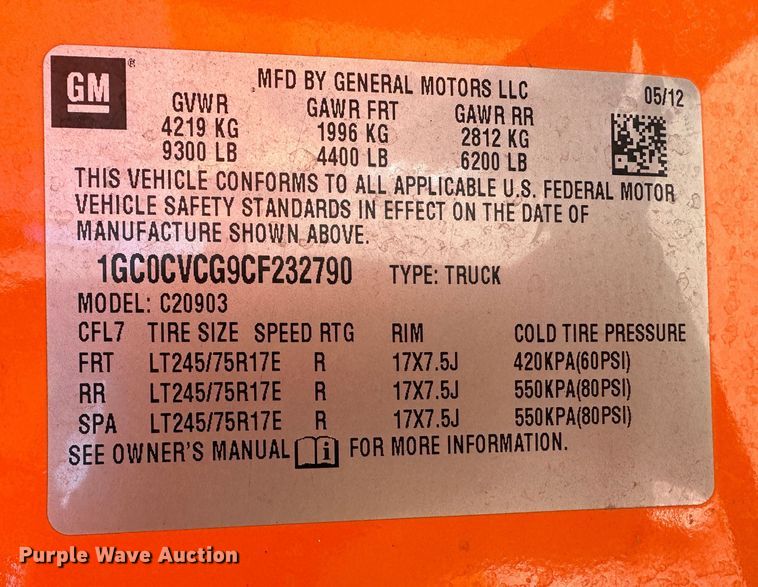 GM ®
MFD BY GENERAL MOTORS LLC
05/12
GVWR GAWR FRT GAWR RR
4219 KG 1996 KG 2812 KG
9300 LB 4400 LB 6200 LB
THIS VEHICLE CONFORMS TO ALL APPLICABLE U.S. FEDERAL MOTOR
VEHICLE SAFETY STANDARDS IN EFFECT ON THE DATE OF
MANUFACTURE SHOWN ABOVE.
1GC0CVCG9CF232790 TYPE: TRUCK
MODEL: C20903
CFL7 TIRE SIZE SPEED RTG RIM COLD TIRE PRESSURE
FRT LT245/75R17E R 17X7.5J 420KPA(60PSI)
RR LT245/75R17E R 17X7.5J 550KPA(80PSI)
SPA LT245/75R17E R 17X7.5J 550KPA(80PSI)
SEE OWNER'S MANUAL i FOR MORE INFORMATION.
Purple Wave Auction